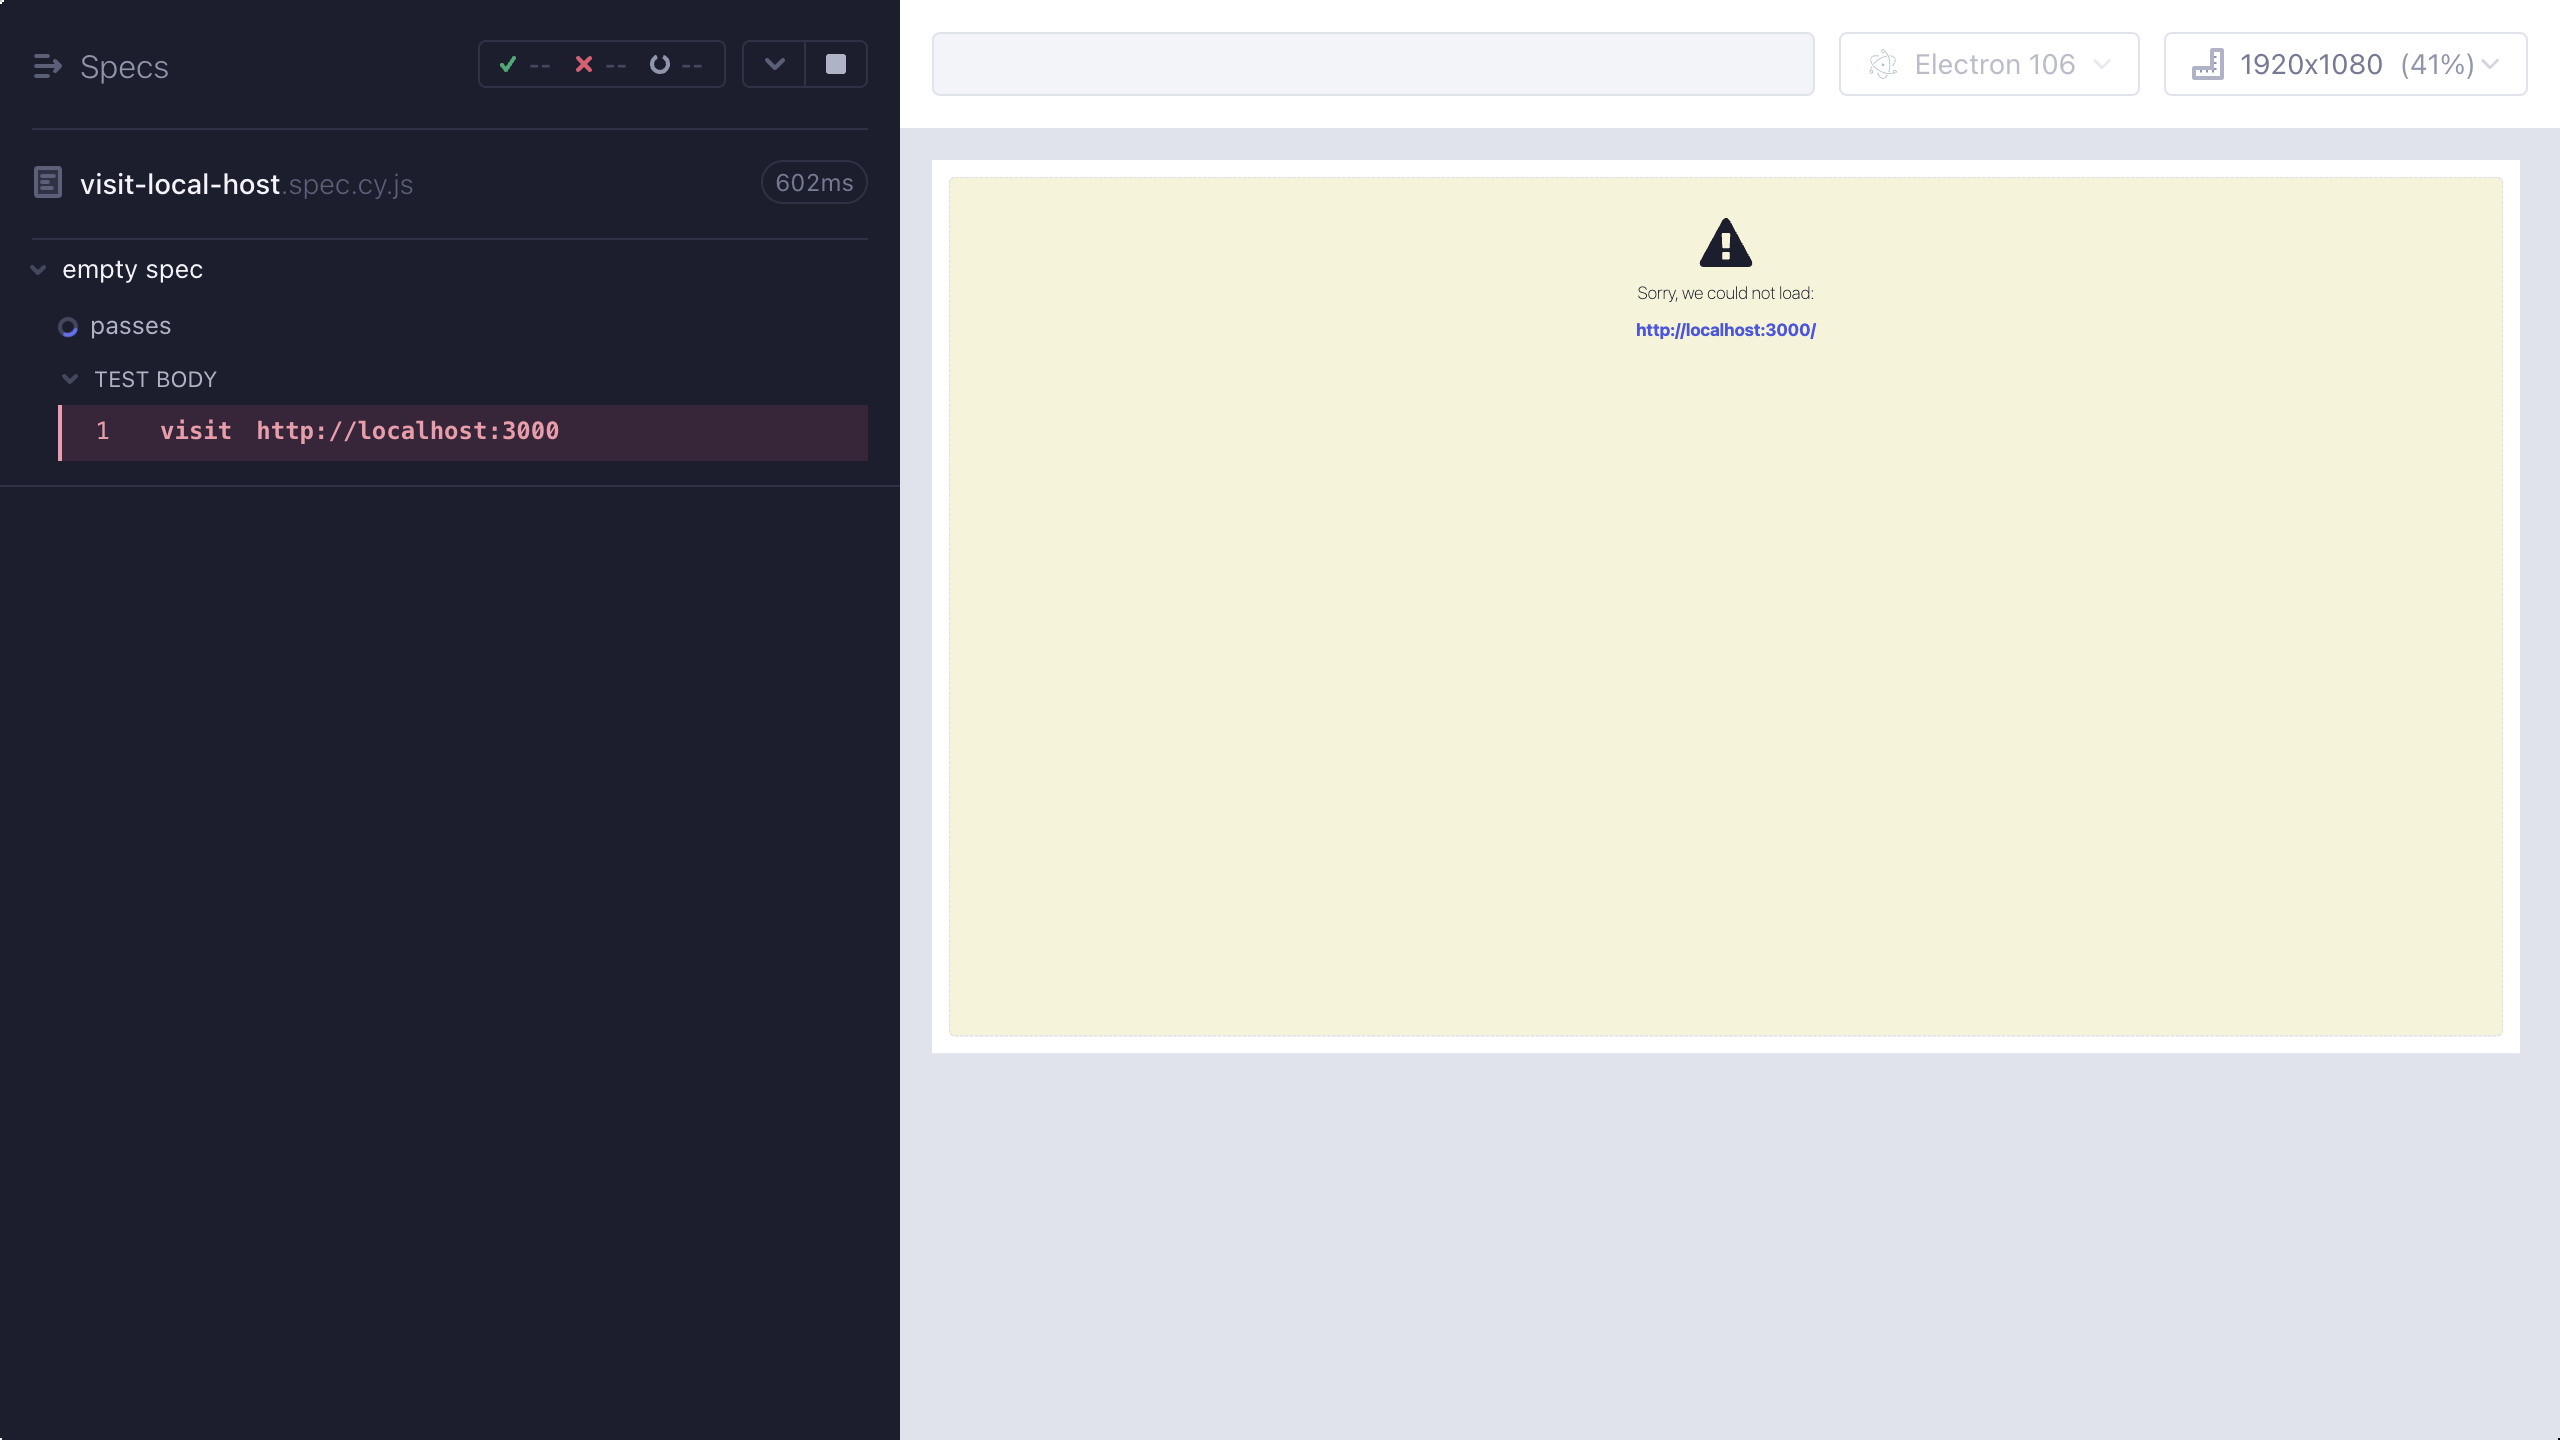 Specs
-- -- --
visit-local-host.spec.cy.js
602ms
empty spec
passes
TEST BODY
1 visit http://localhost:3000
Electron 106
1920x1080 (41%)
Sorry, we could not load:
http://localhost:3000/